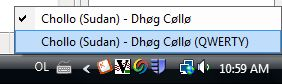 Chollo (Sudan) - Dhøg Cøllø
Chollo (Sudan) - Dhøg Cøllø (QWERTY)
OL
10:59 AM